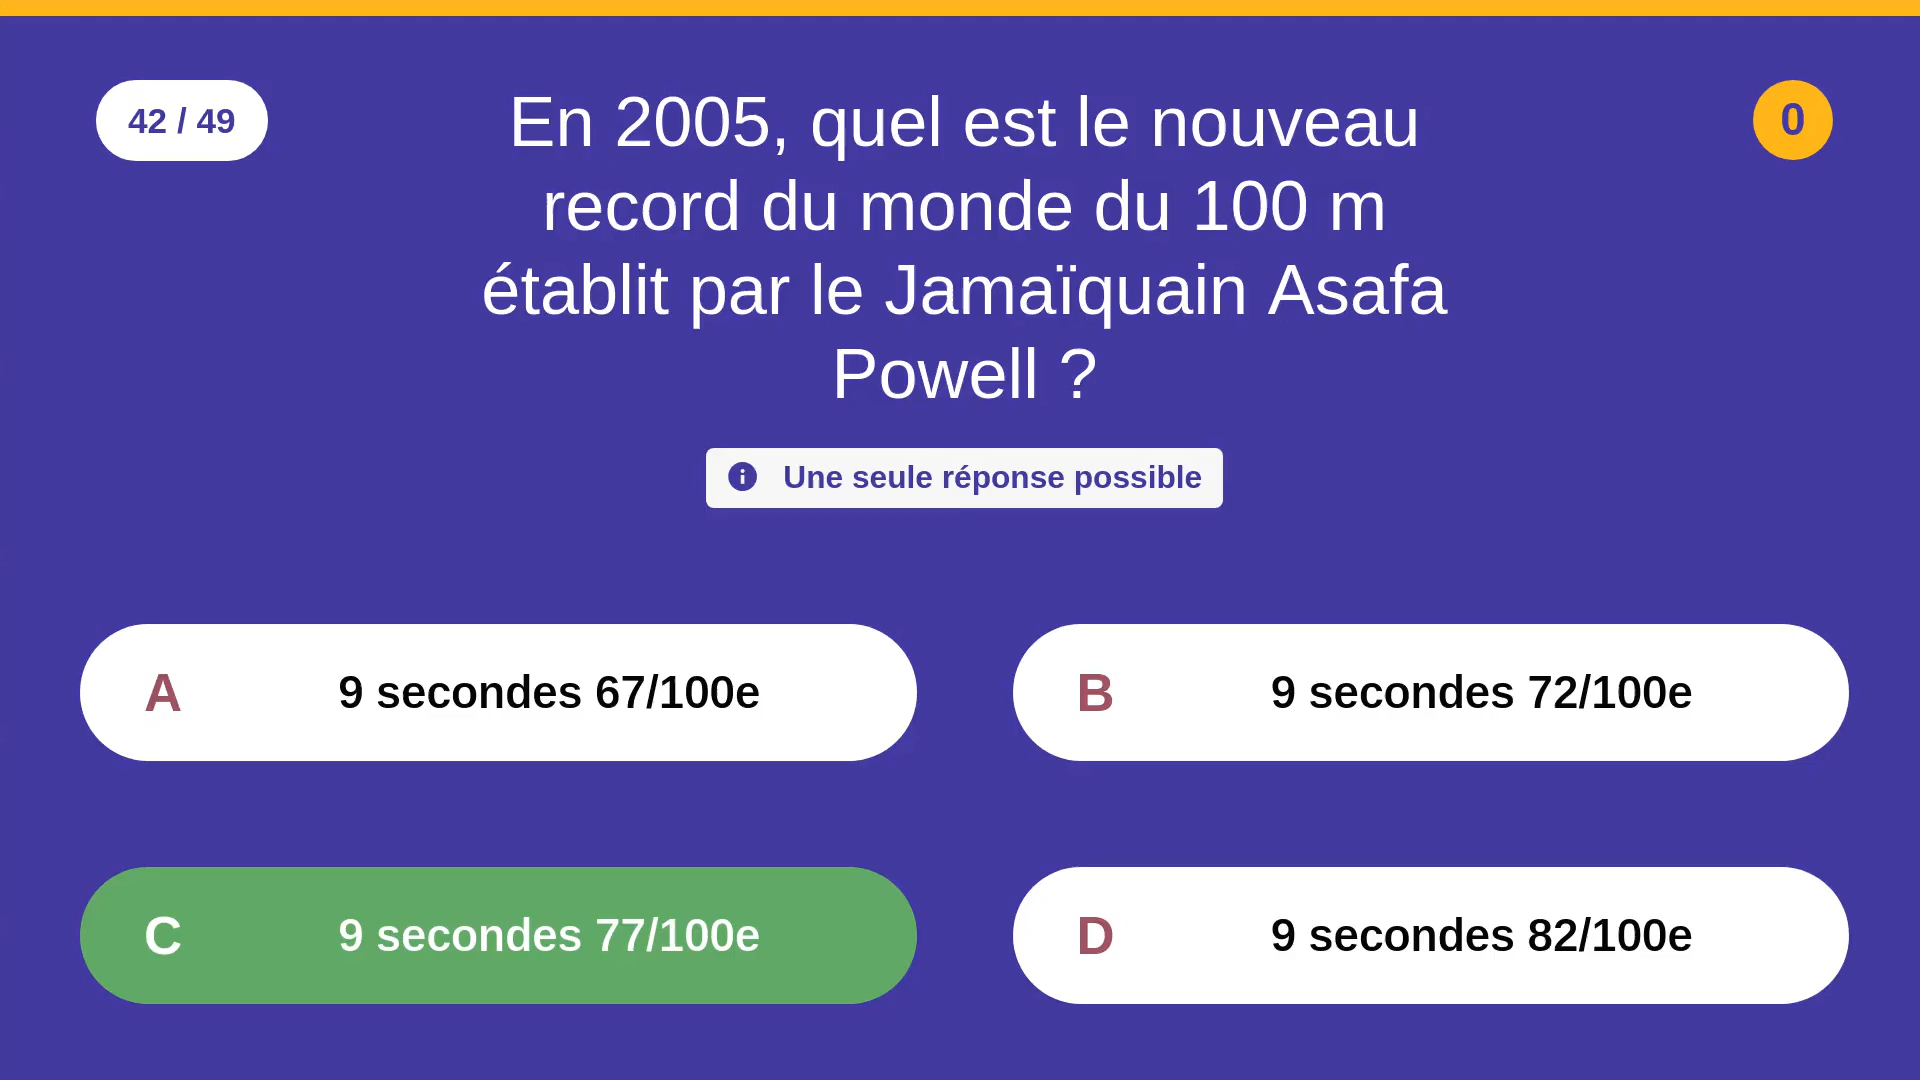 42 / 49
En 2005, quel est le nouveau
record du monde du 100 m
établit par le Jamaïquain Asafa
Powell ?
0
Une seule réponse possible
A 9 secondes 67/100e
B 9 secondes 72/100e
C 9 secondes 77/100e
D 9 secondes 82/100e